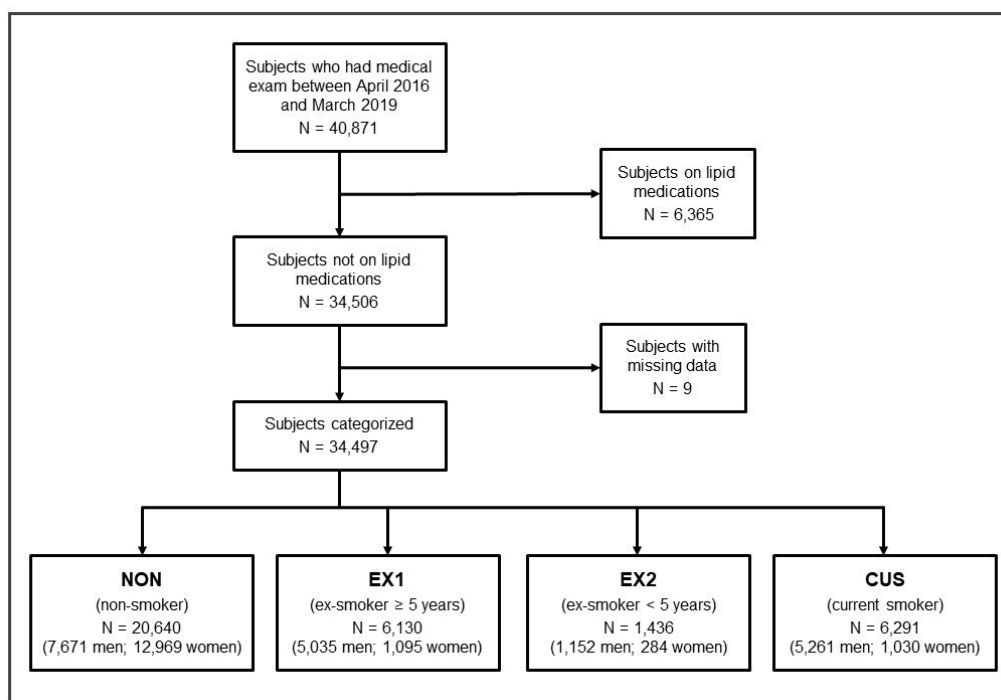 Subjects who had medical
exam between April 2016
and March 2019
N = 40,871
Subjects on lipid
medications
N = 6,365
Subjects not on lipid
medications
N = 34,506
Subjects with
missing data
N = 9
Subjects categorized
N = 34,497
NON
(non-smoker)
N = 20,640
(7,671 men; 12,969 women)
EX1
(ex-smoker ≥ 5 years)
N = 6,130
(5,035 men; 1,095 women)
EX2
(ex-smoker < 5 years)
N = 1,436
(1,152 men; 284 women)
CUS
(current smoker)
N = 6,291
(5,261 men; 1,030 women)